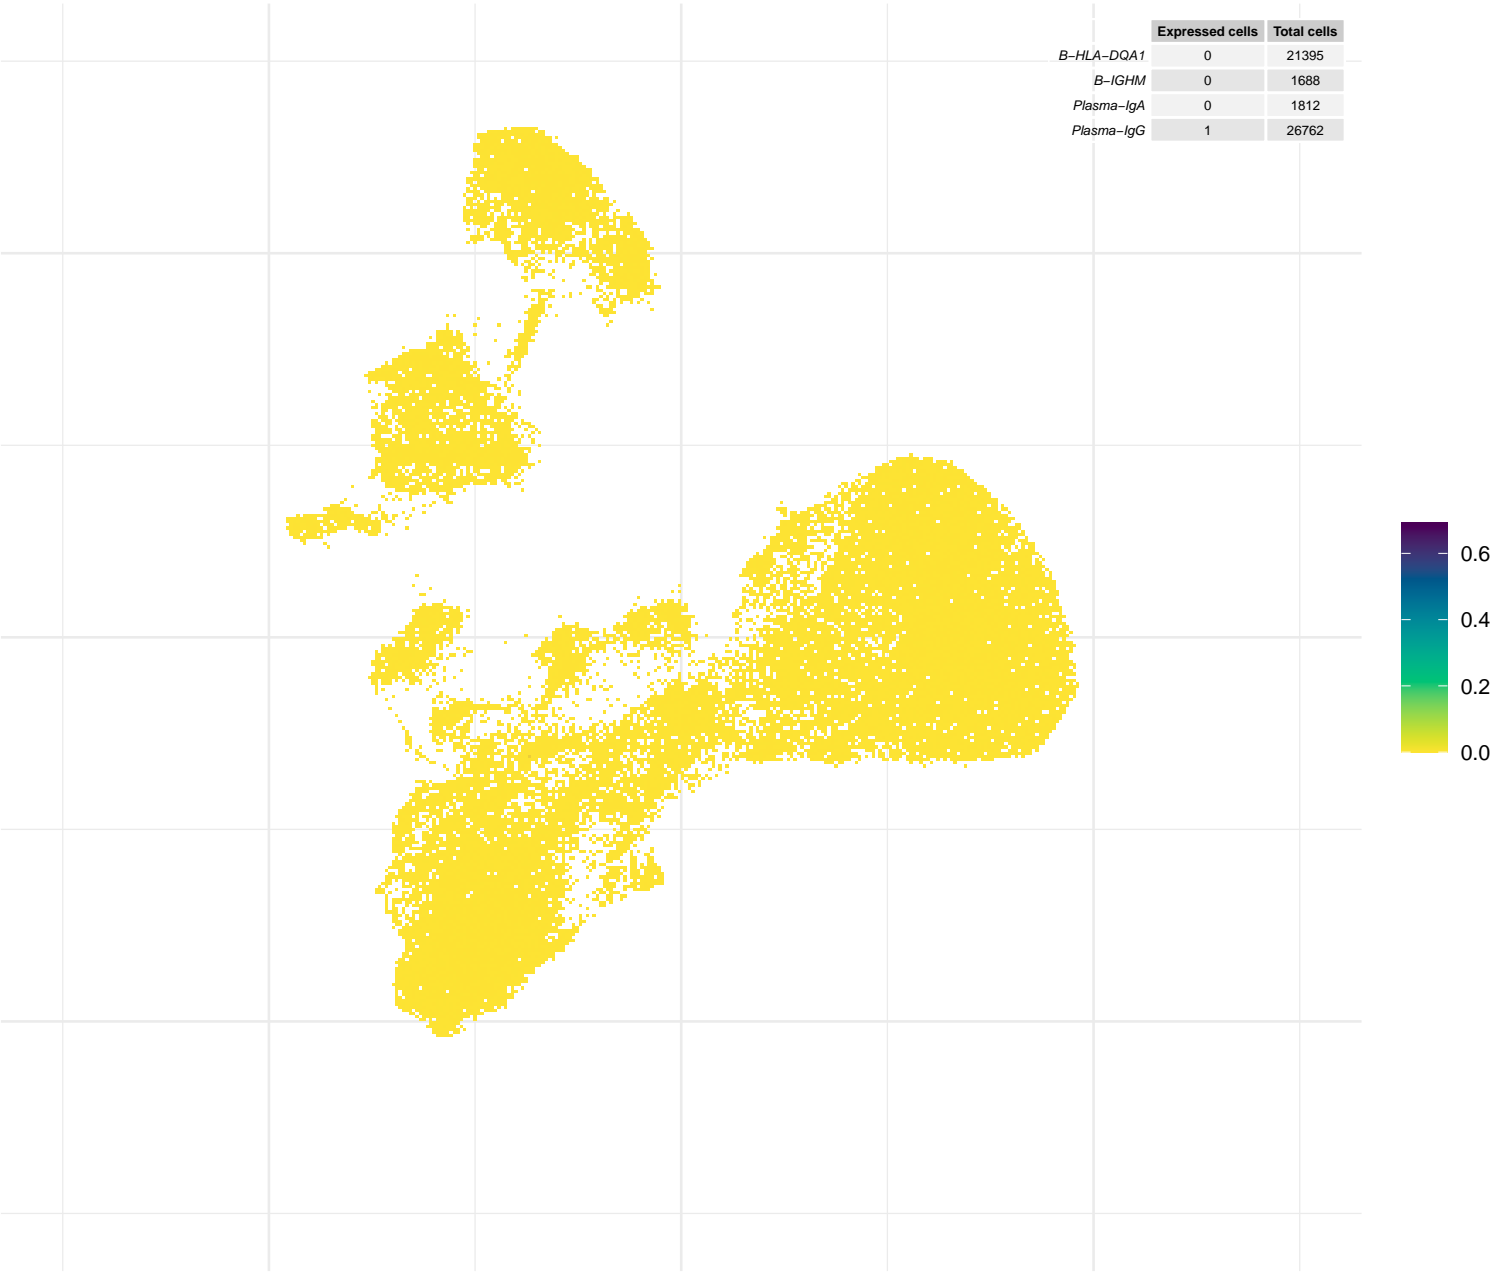 Expressed cells Total cells
B−HLA−DQA1 0 21395
B−IGHM 0 1688
Plasma−IgA 0 1812
Plasma−IgG 1 26762
0.6
0.4
0.2
0.0